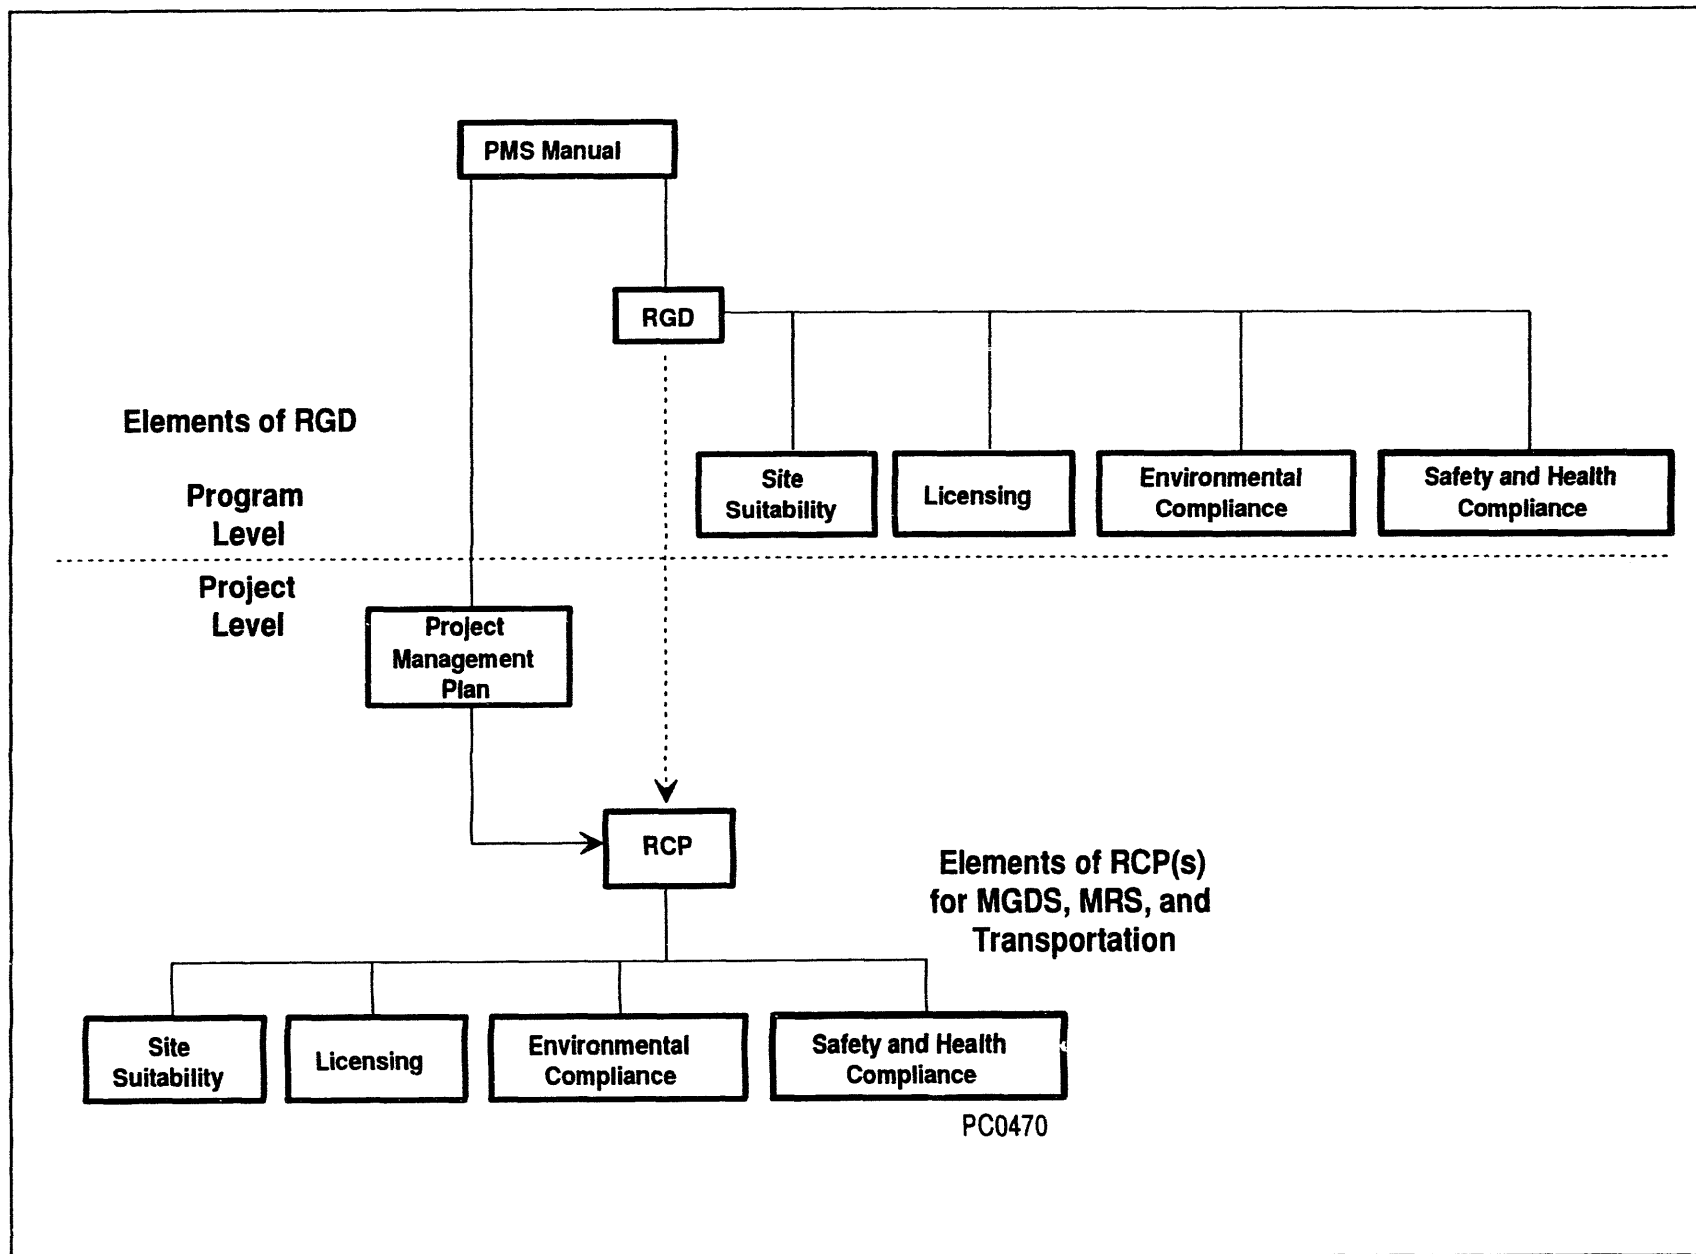 PMS Manual
RGD
Elements of RGD
Site
Suitability
Licensing
Environmental
Compliance
Safety and Health
Compliance
Program
Level
Project
Level
Project
Management
Plan
RCP
Elements of RCP(s)
for MGDS, MRS, and
Transportation
Site
Suitability
Licensing
Environmental
Compliance
Safety and Health
Compliance
PC0470